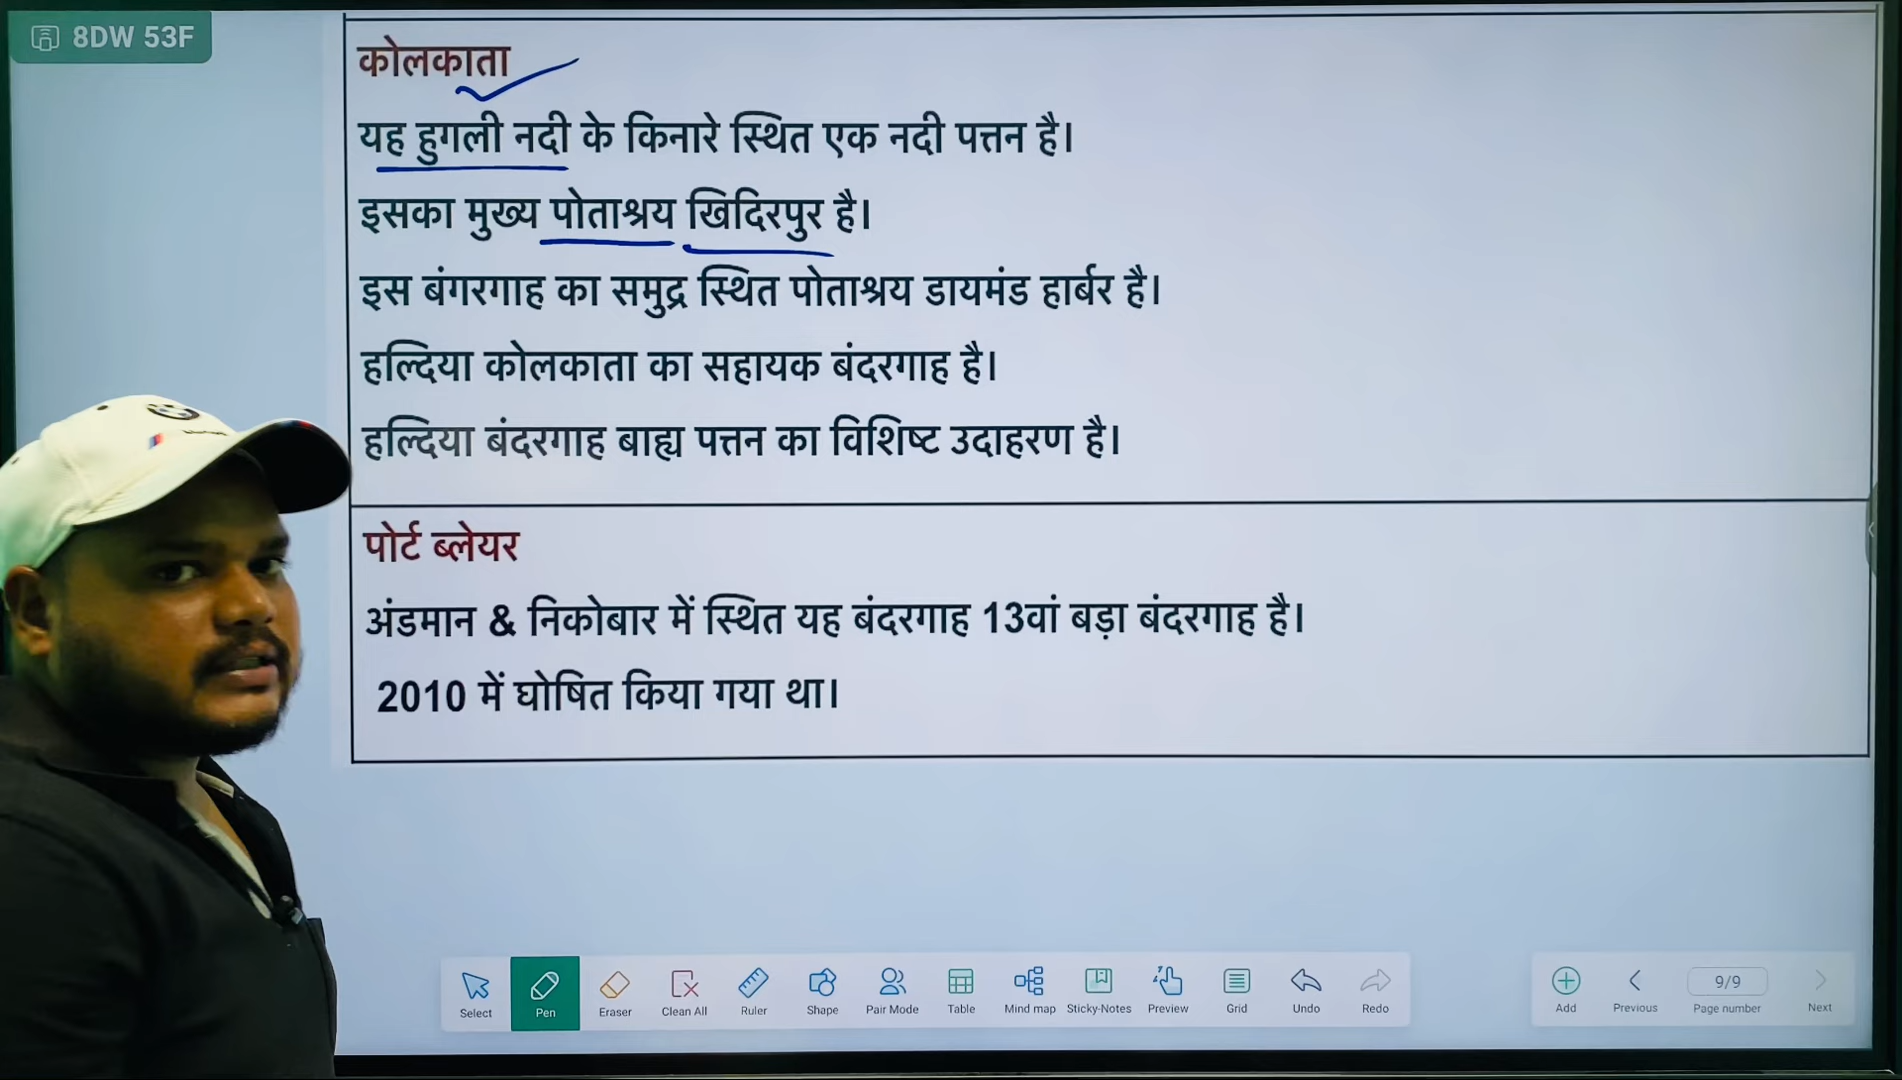 8DW 53F
कोलकाता
यह हुगली नदी के किनारे स्थित एक नदी पत्तन है।
इसका मुख्य पोताश्रय खिदिरपुर है।
इस बंगरगाह का समुद्र स्थित पोताश्रय डायमंड हार्बर है।
हल्दिया कोलकाता का सहायक बंदरगाह है।
हल्दिया बंदरगाह बाह्य पत्तन का विशिष्ट उदाहरण है।
पोर्ट ब्लेयर
अंडमान & निकोबार में स्थित यह बंदरगाह 13वां बड़ा बंदरगाह है।
2010 में घोषित किया गया था।
Select Pen Eraser Clean All Ruler Shape Pair Mode Table Mind map Sticky-Notes Preview Grid Undo Redo
9/9
Add Previous Page number Next